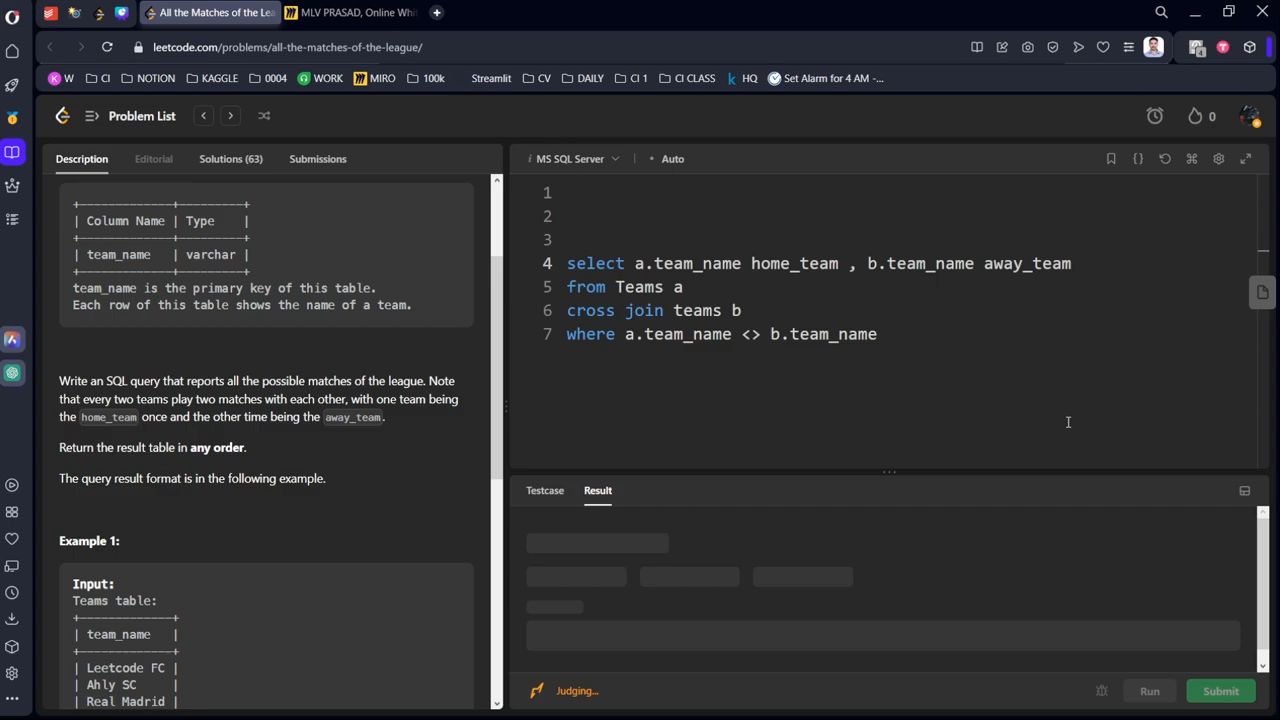 All the Matches of the Lea
MLV PRASAD, Online Whit
leetcode.com/problems/all-the-matches-of-the-league/
K W
CI
NOTION
KAGGLE
0004
WORK
MIRO
100k
Streamlit
CV
DAILY
CI 1
CI CLASS
HQ
Set Alarm for 4 AM -...
Problem List
0
Description
Editorial
Solutions (63)
Submissions
+-------------+---------+
| Column Name | Type    |
+-------------+---------+
| team_name   | varchar |
+-------------+---------+
team_name is the primary key of this table.
Each row of this table shows the name of a team.
Write an SQL query that reports all the possible matches of the league. Note
that every two teams play two matches with each other, with one team being
the home_team once and the other time being the away_team.
Return the result table in any order.
The query result format is in the following example.
Example 1:
Input:
Teams table:
+-------------+
| team_name   |
+-------------+
| Leetcode FC |
| Ahly SC     |
| Real Madrid |
i MS SQL Server
• Auto
1
2
3
4 select a.team_name home_team , b.team_name away_team
5 from Teams a
6 cross join teams b
7 where a.team_name <> b.team_name
Testcase
Result
Judging...
Run
Submit